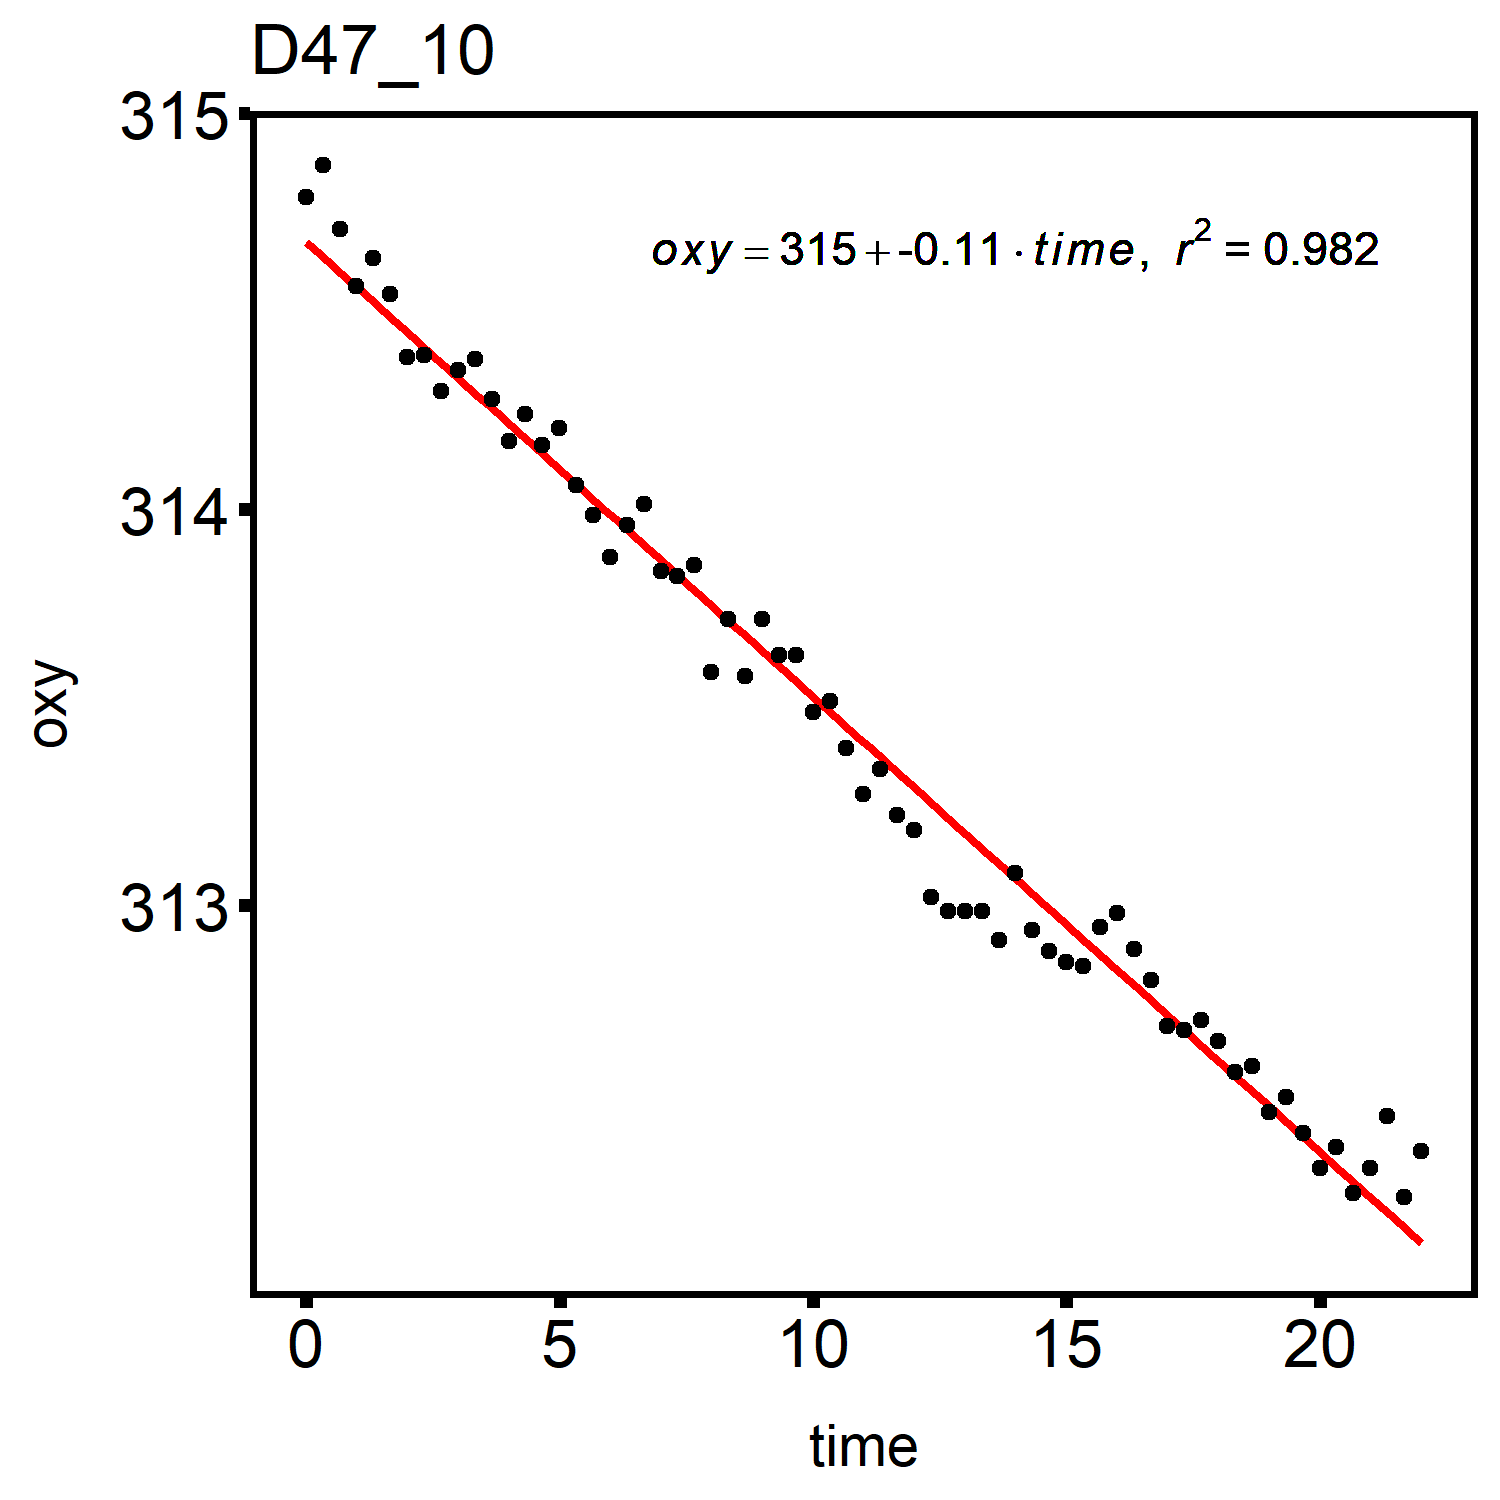 D47_10
315
oxy = 315 + -0.11 · time, r² = 0.982
314
oxy
313
0 5 10 15 20
time